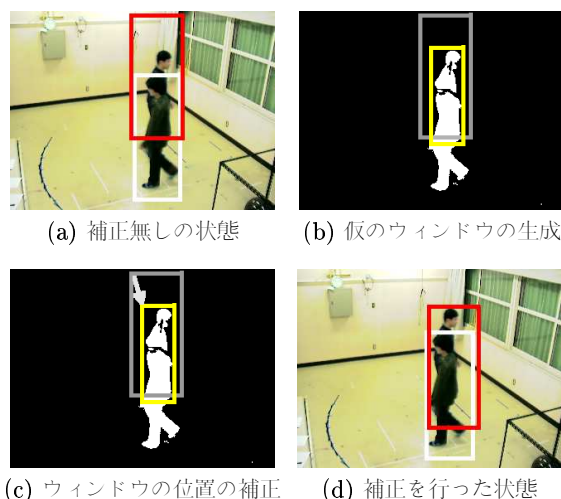 (a) 補正無しの状態
(b) 仮のウィンドウの生成
(c) ウィンドウの位置の補正
(d) 補正を行った状態